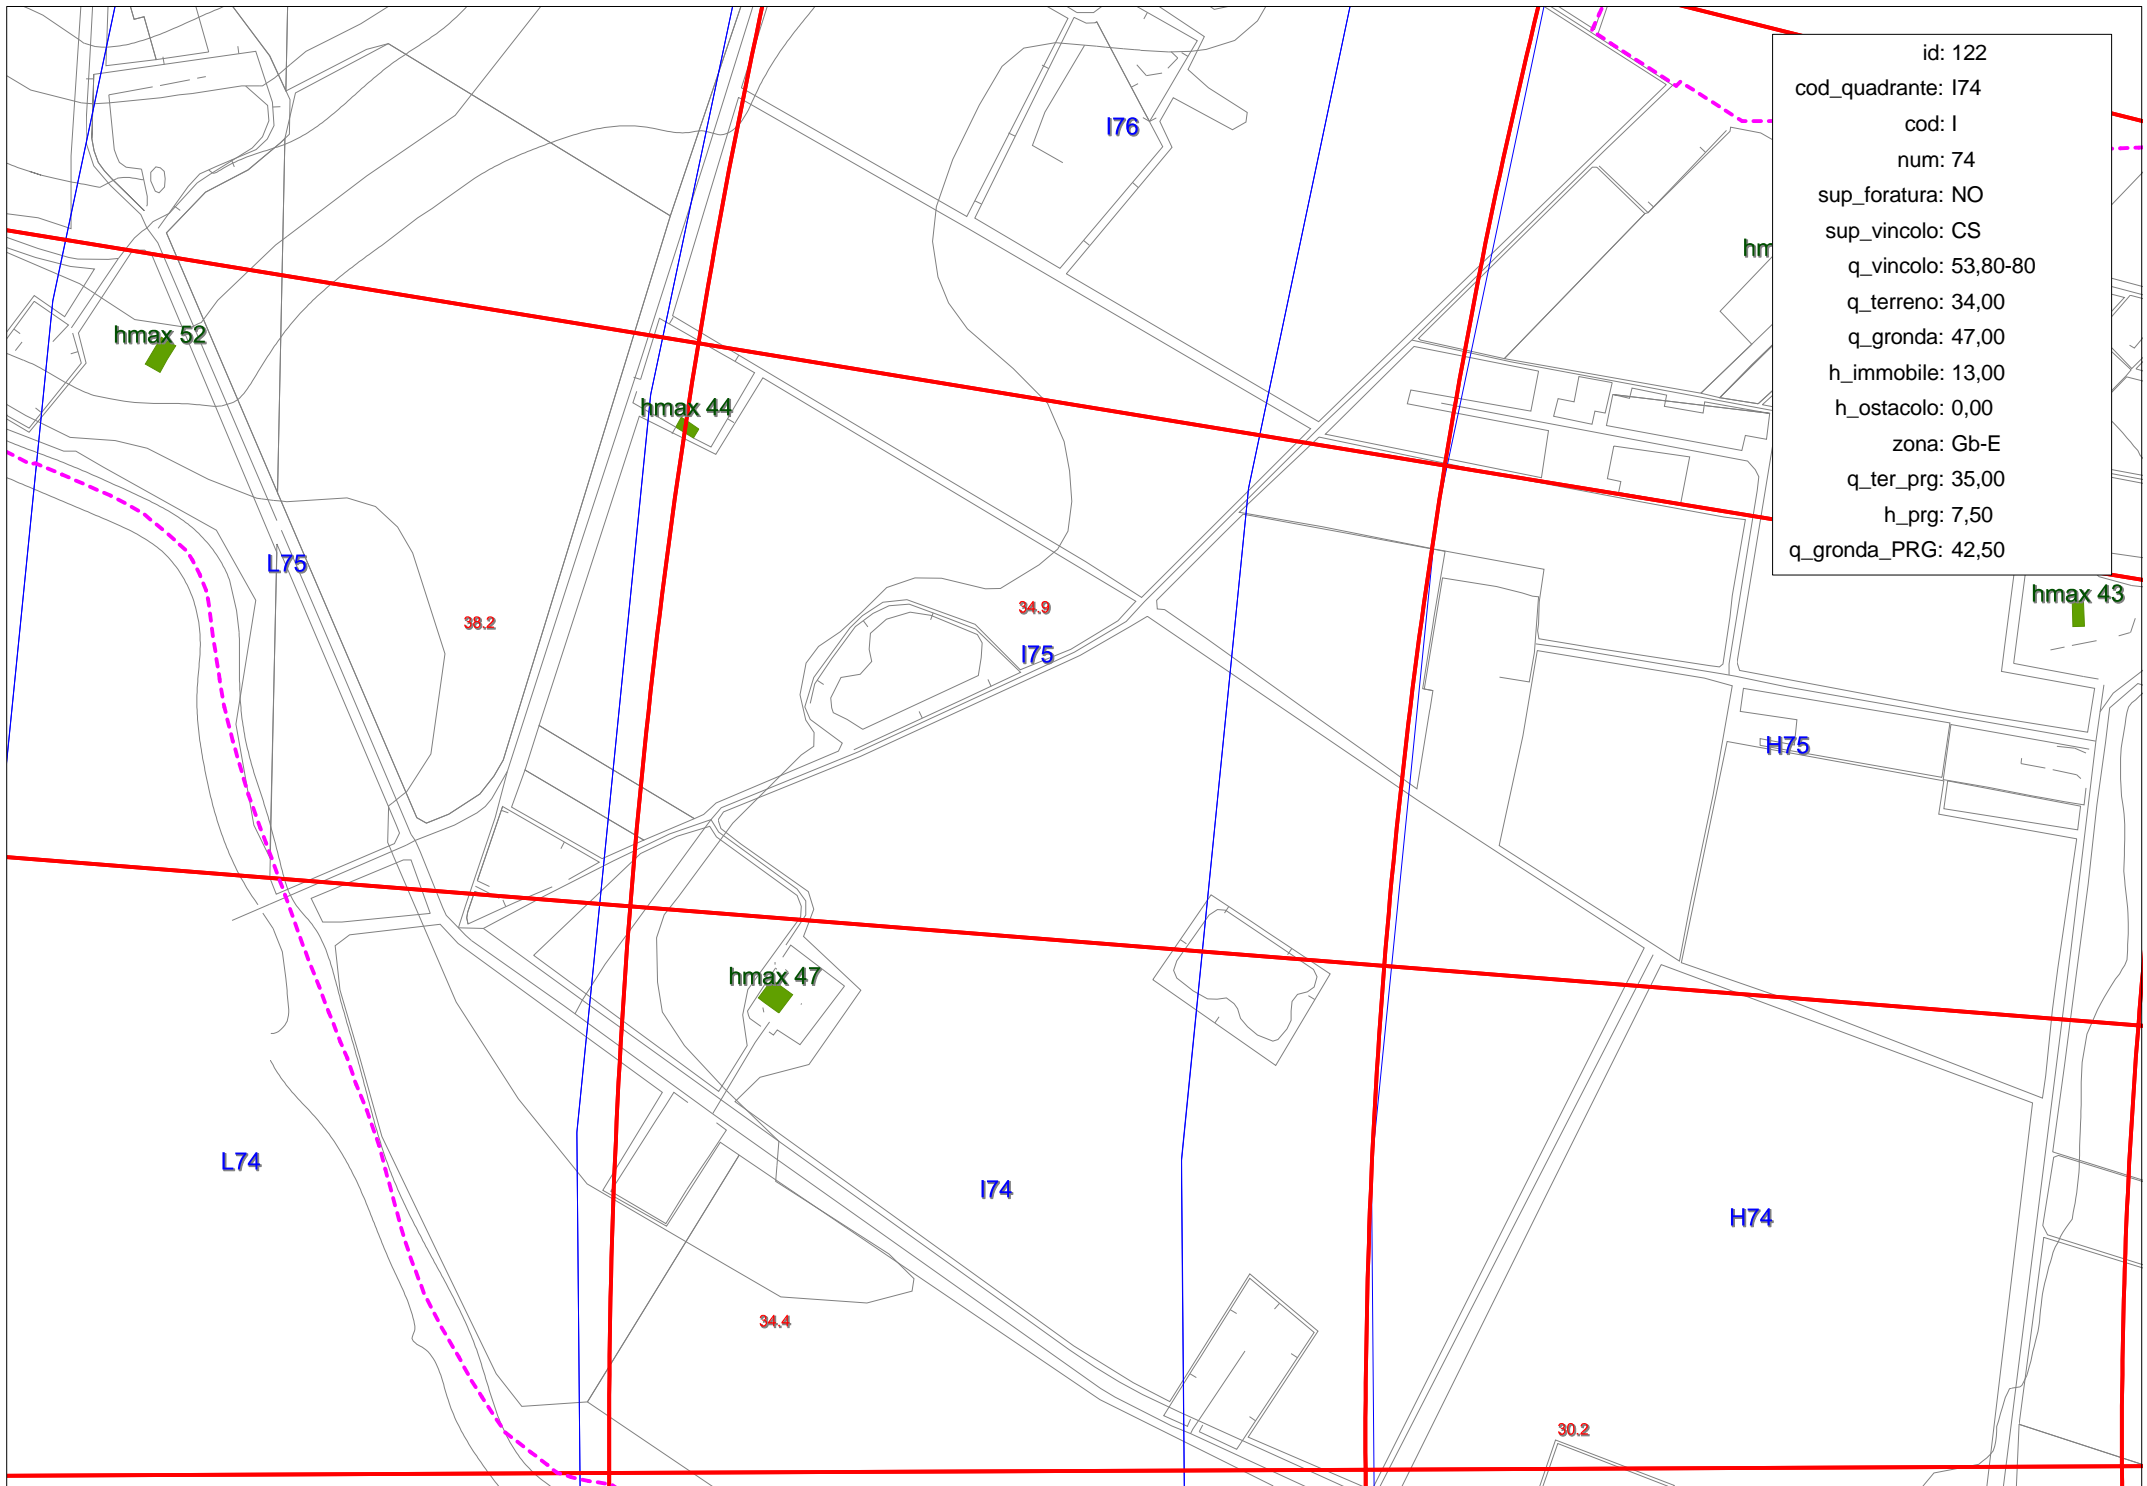 id: 122
cod_quadrante: I74
cod: I
num: 74
sup_foratura: NO
sup_vincolo: CS
q_vincolo: 53,80-80
q_terreno: 34,00
q_gronda: 47,00
h_immobile: 13,00
h_ostacolo: 0,00
zona: Gb-E
q_ter_prg: 35,00
h_prg: 7,50
q_gronda_PRG: 42,50
I76
hm
hmax 52
hmax 44
L75
38.2
34.9
I75
hmax 43
H75
hmax 47
L74
I74
H74
34.4
30.2